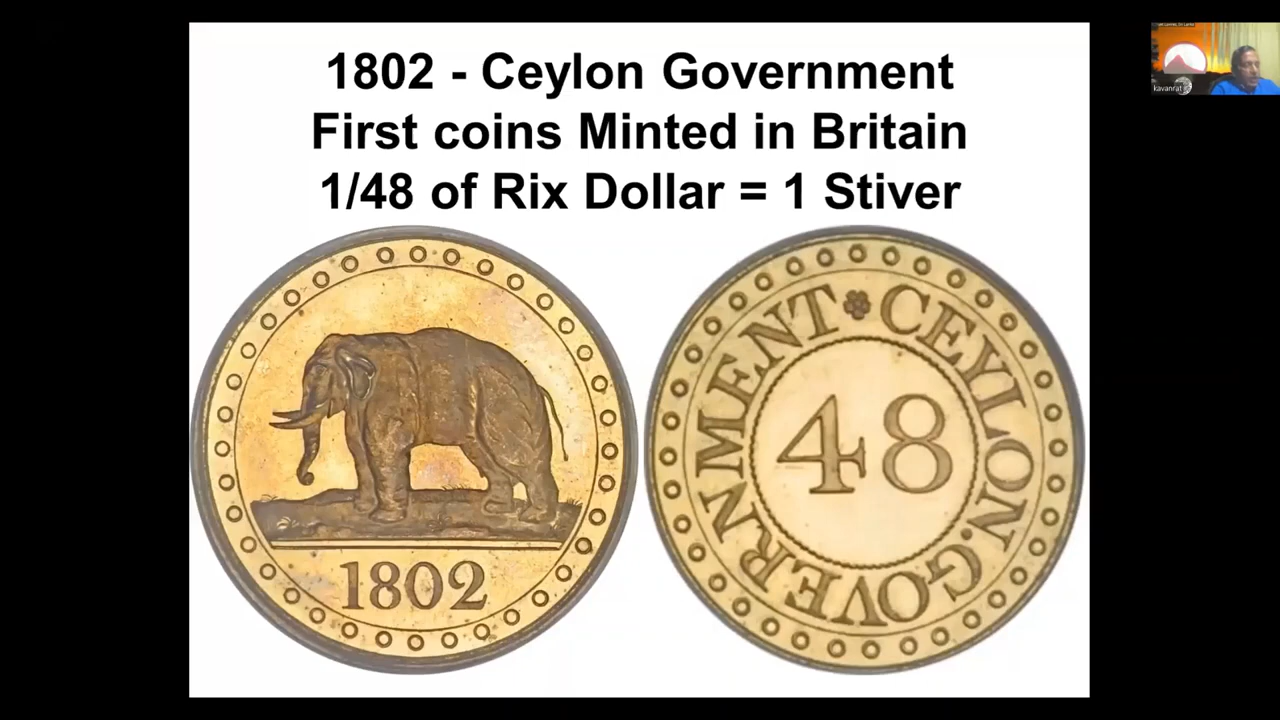 1802 - Ceylon Government
First coins Minted in Britain
1/48 of Rix Dollar = 1 Stiver
1802
CEYLON · GOVERNMENT
48
kavanrat